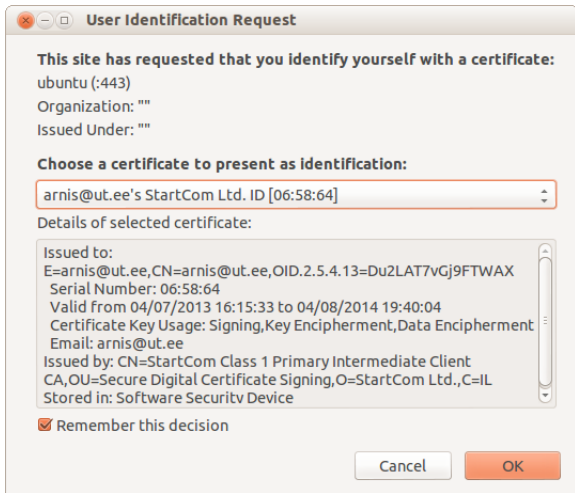 User Identification Request
This site has requested that you identify yourself with a certificate:
ubuntu (:443)
Organization: ""
Issued Under: ""
Choose a certificate to present as identification:
arnis@ut.ee's StartCom Ltd. ID [06:58:64]
Details of selected certificate:
Issued to:
E=arnis@ut.ee,CN=arnis@ut.ee,OID.2.5.4.13=Du2LAT7vGj9FTWAX
Serial Number: 06:58:64
Valid from 04/07/2013 16:15:33 to 04/08/2014 19:40:04
Certificate Key Usage: Signing,Key Encipherment,Data Encipherment
Email: arnis@ut.ee
Issued by: CN=StartCom Class 1 Primary Intermediate Client
CA,OU=Secure Digital Certificate Signing,O=StartCom Ltd.,C=IL
Stored in: Software Security Device
Remember this decision
Cancel
OK